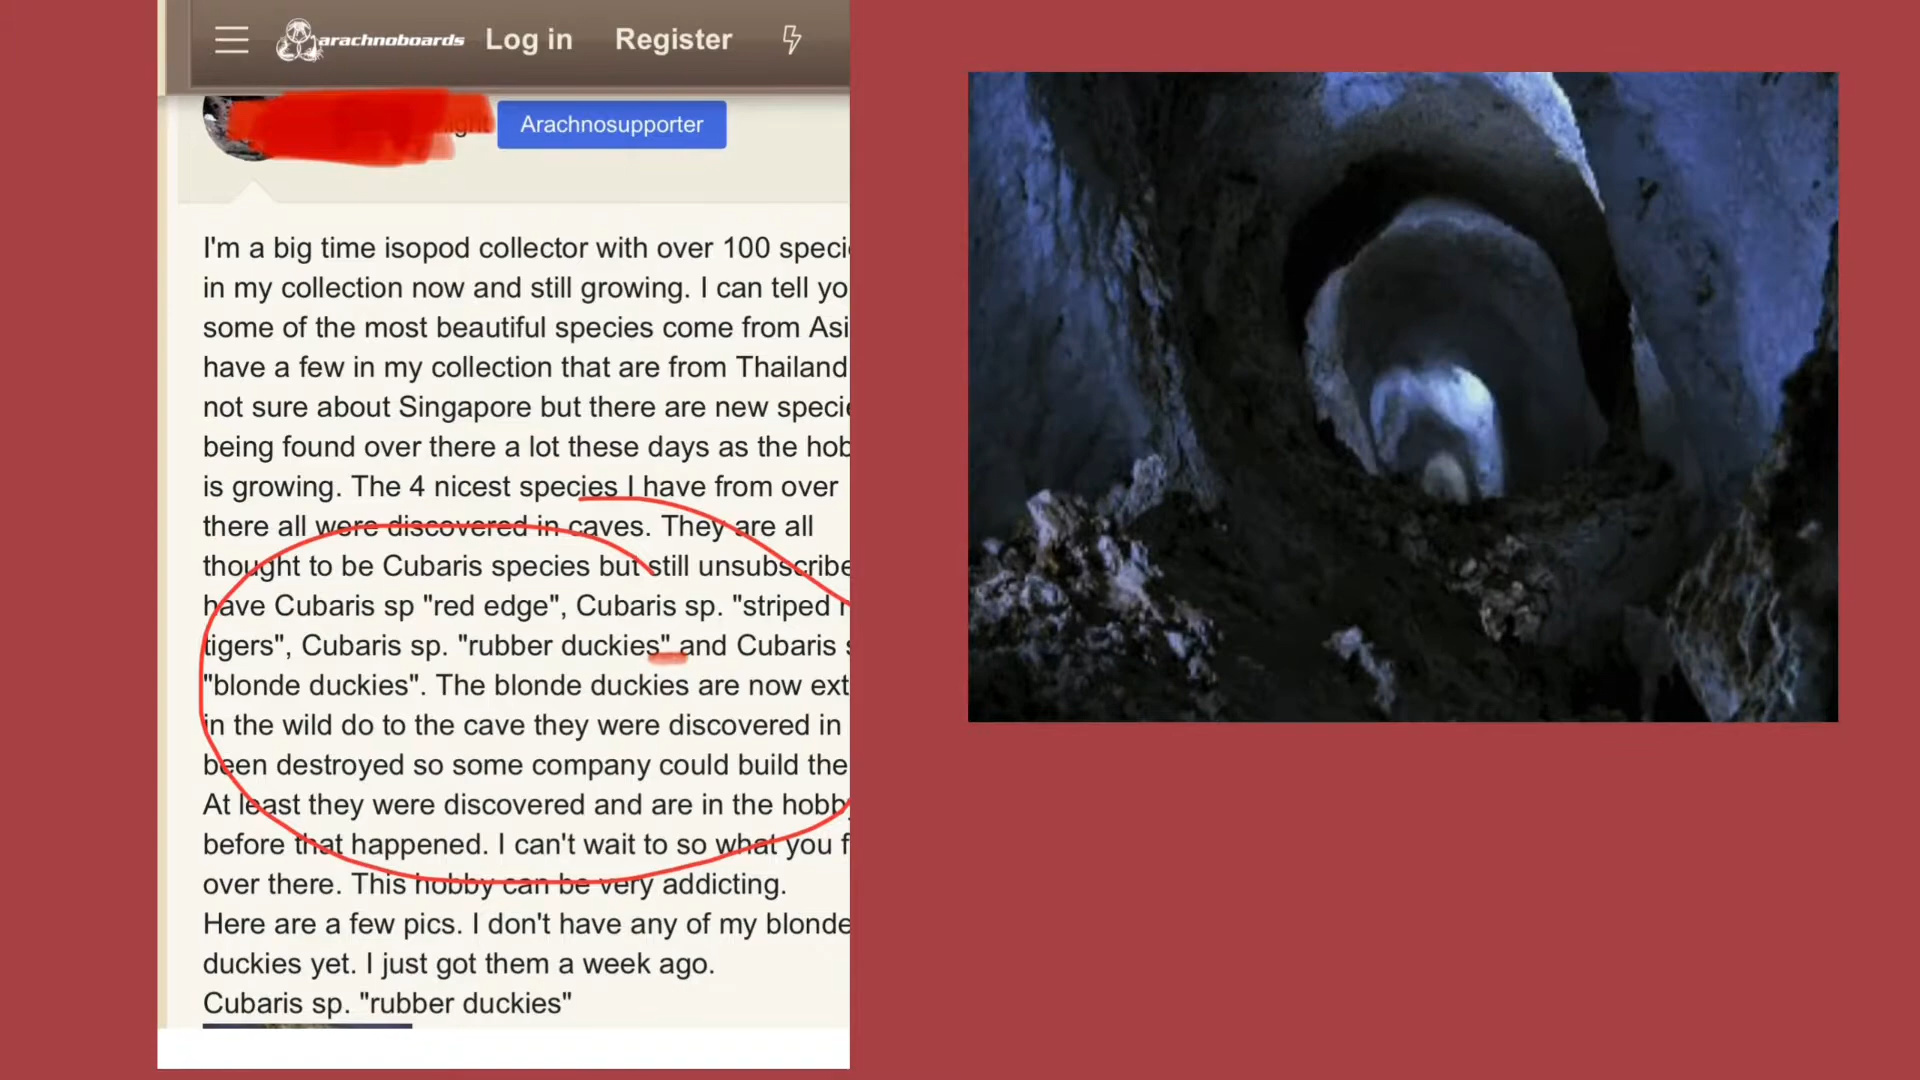 arachnoboards Log in Register
Arachnosupporter
I'm a big time isopod collector with over 100
in my collection now and still growing. I can tell
some of the most beautiful species come from
have a few in my collection that are from Thailand
not sure about Singapore but there are new
being found over there a lot these days as the
is growing. The 4 nicest species I have from over
there all were discovered in caves. They are all
thought to be Cubaris species but still
have Cubaris sp "red edge", Cubaris sp. "striped
tigers", Cubaris sp. "rubber duckies" and Cubaris
"blonde duckies". The blonde duckies are now
in the wild do to the cave they were discovered in
been destroyed so some company could build
At least they were discovered and are in the
before that happened. I can't wait to so what you
over there. This hobby can be very addicting.
Here are a few pics. I don't have any of my blonde
duckies yet. I just got them a week ago.
Cubaris sp. "rubber duckies"